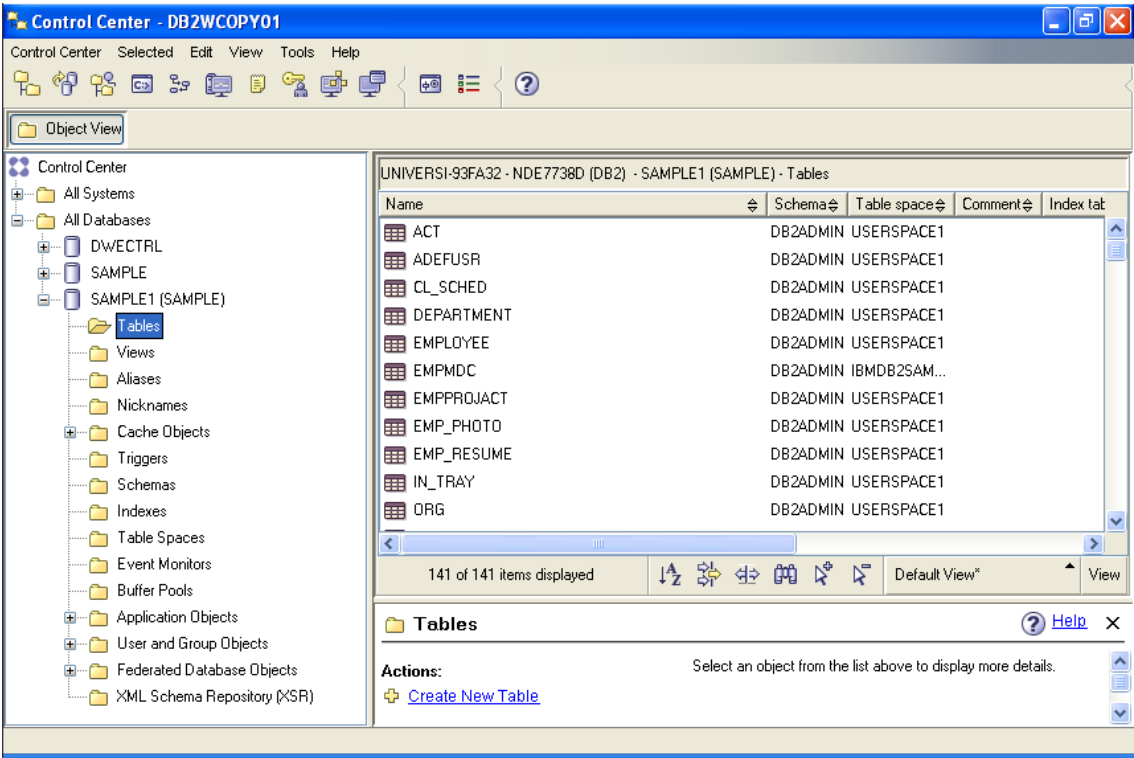 Control Center - DB2WCOPY01
Control Center Selected Edit View Tools Help
Object View
Control Center
All Systems
All Databases
DWECTRL
SAMPLE
SAMPLE1 (SAMPLE)
Tables
Views
Aliases
Nicknames
Cache Objects
Triggers
Schemas
Indexes
Table Spaces
Event Monitors
Buffer Pools
Application Objects
User and Group Objects
Federated Database Objects
XML Schema Repository (XSR)
UNIVERSI-93FA32 - NDE7738D (DB2) - SAMPLE1 (SAMPLE) - Tables
Name Schema Table space Comment Index tab
ACT DB2ADMIN USERSPACE1
ADEFUSR DB2ADMIN USERSPACE1
CL_SCHED DB2ADMIN USERSPACE1
DEPARTMENT DB2ADMIN USERSPACE1
EMPLOYEE DB2ADMIN USERSPACE1
EMPMDC DB2ADMIN IBMDB2SAM...
EMPPROJACT DB2ADMIN USERSPACE1
EMP_PHOTO DB2ADMIN USERSPACE1
EMP_RESUME DB2ADMIN USERSPACE1
IN_TRAY DB2ADMIN USERSPACE1
ORG DB2ADMIN USERSPACE1
141 of 141 items displayed Default View* View
Tables Help
Actions: Select an object from the list above to display more details.
Create New Table